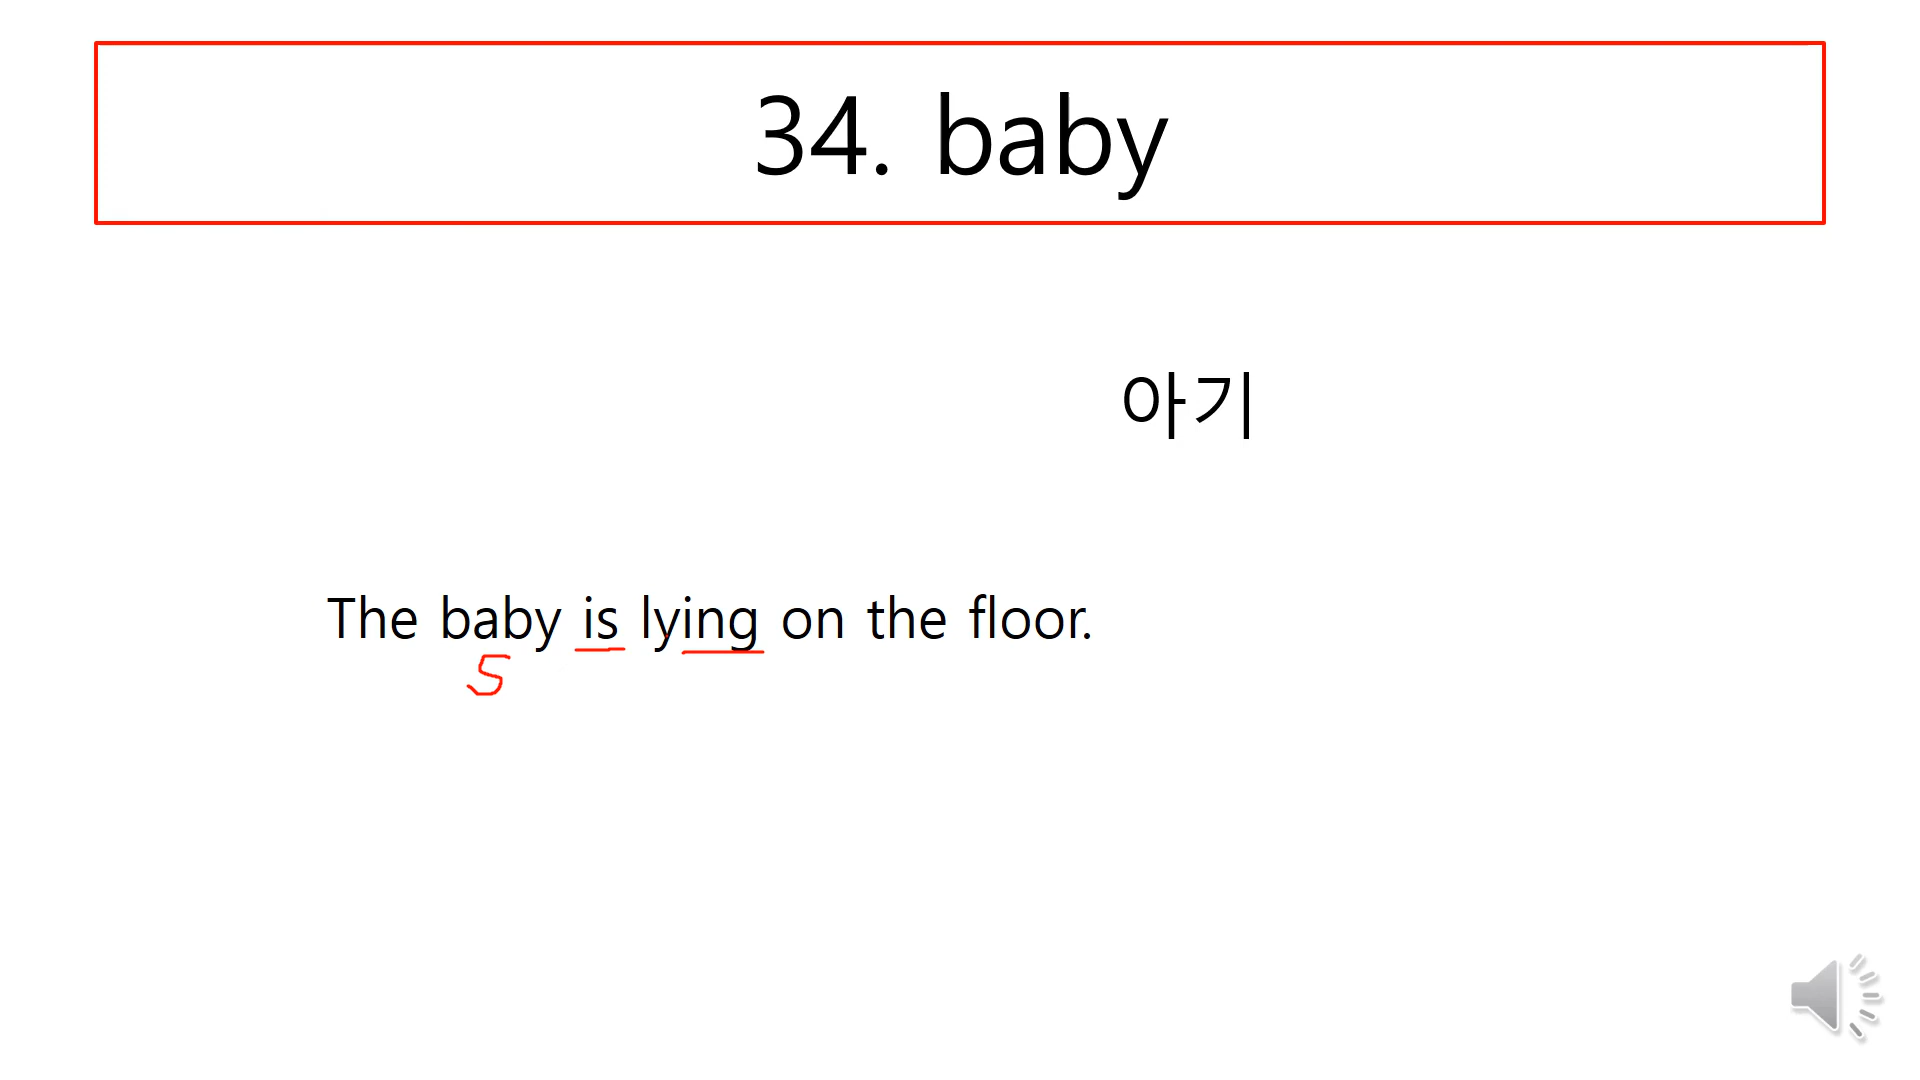 34. baby
아기
The baby is lying on the floor.
S